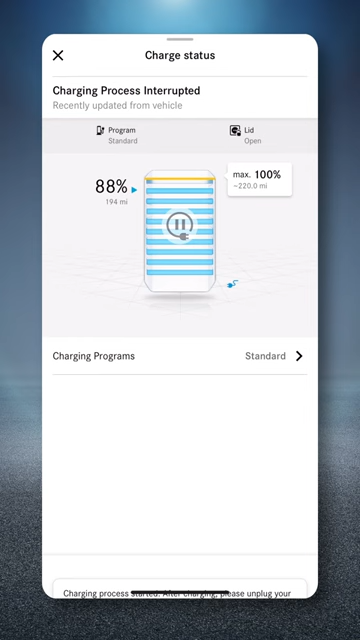 Charge status
Charging Process Interrupted
Recently updated from vehicle
Program
Standard
Lid
Open
88%
194 mi
max. 100%
~220.0 mi
Charging Programs
Standard
Charging process started. After charging, please unplug your